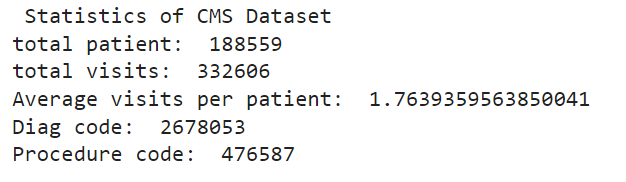 Statistics of CMS Dataset
total patient:  188559
total visits:  332606
Average visits per patient:  1.7639359563850041
Diag code:  2678053
Procedure code:  476587